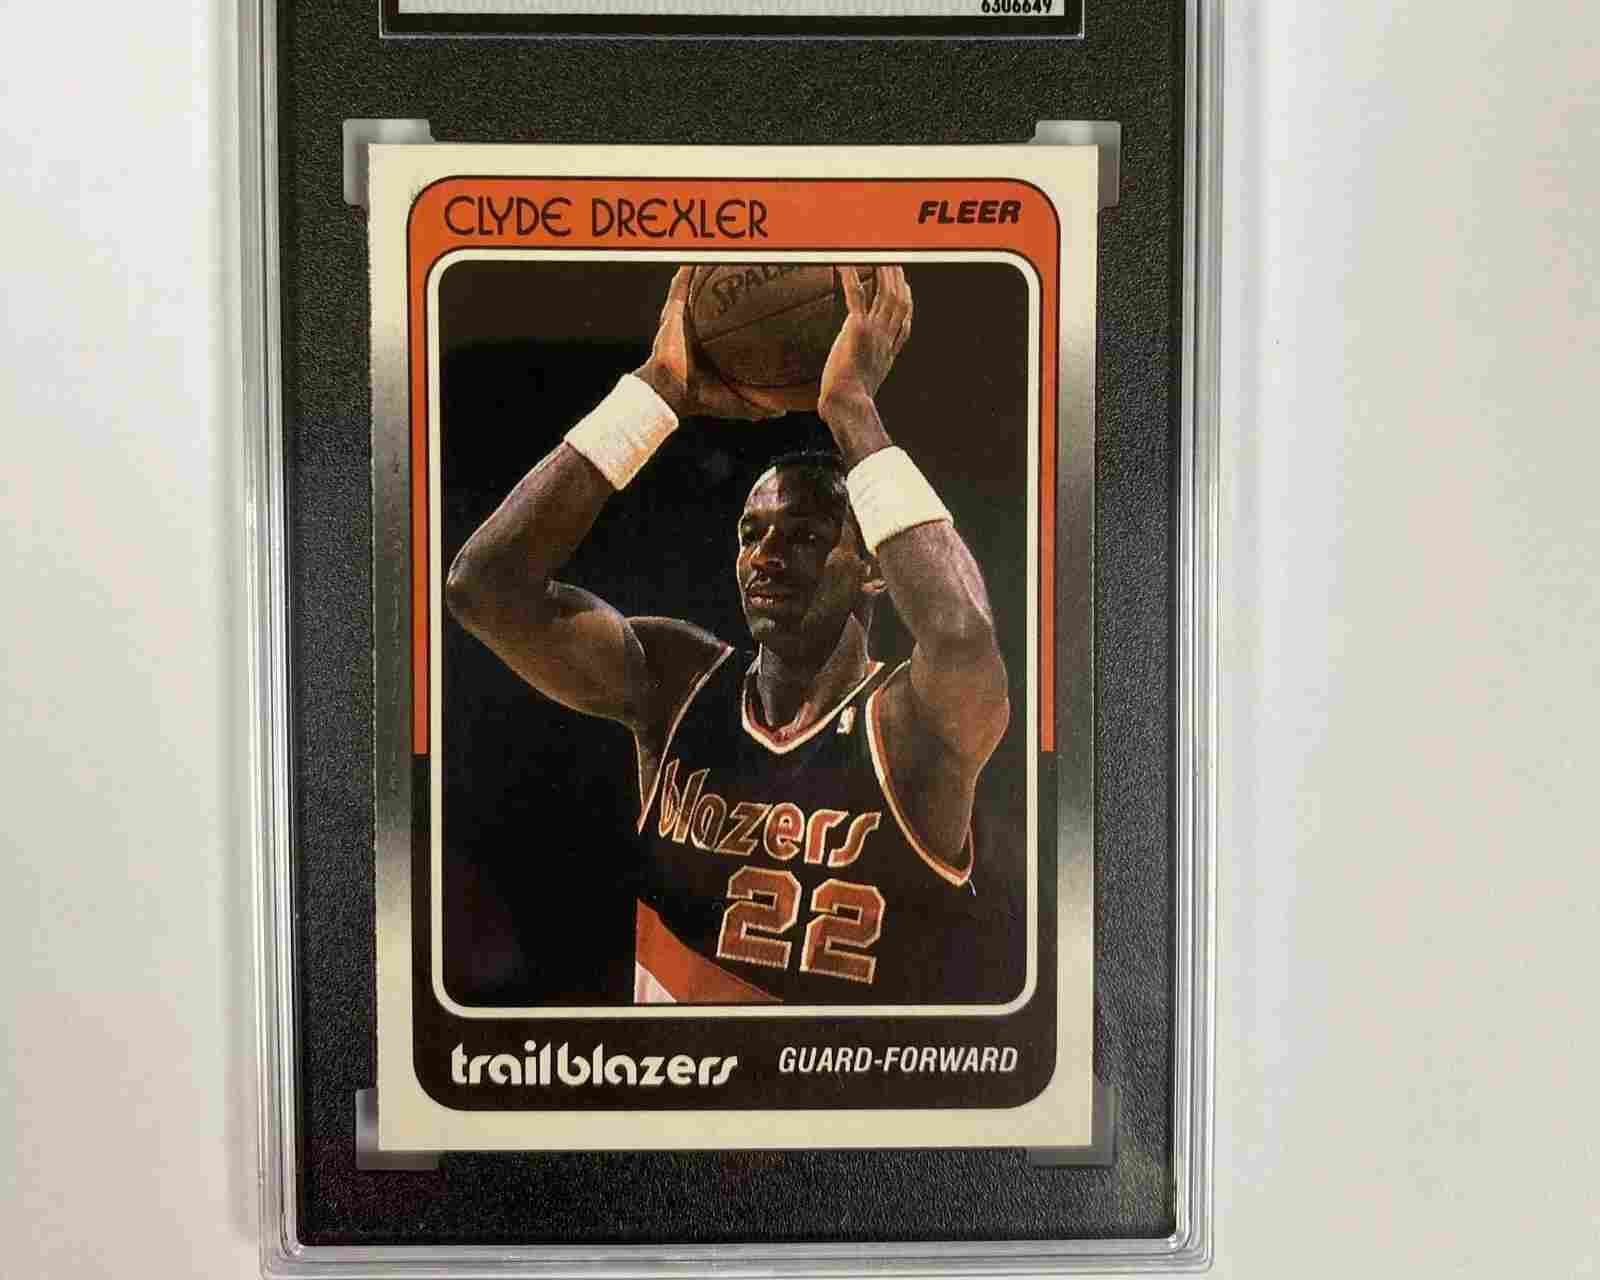 6306649
CLYDE DREXLER FLEER
blazers
22
trailblazers GUARD-FORWARD